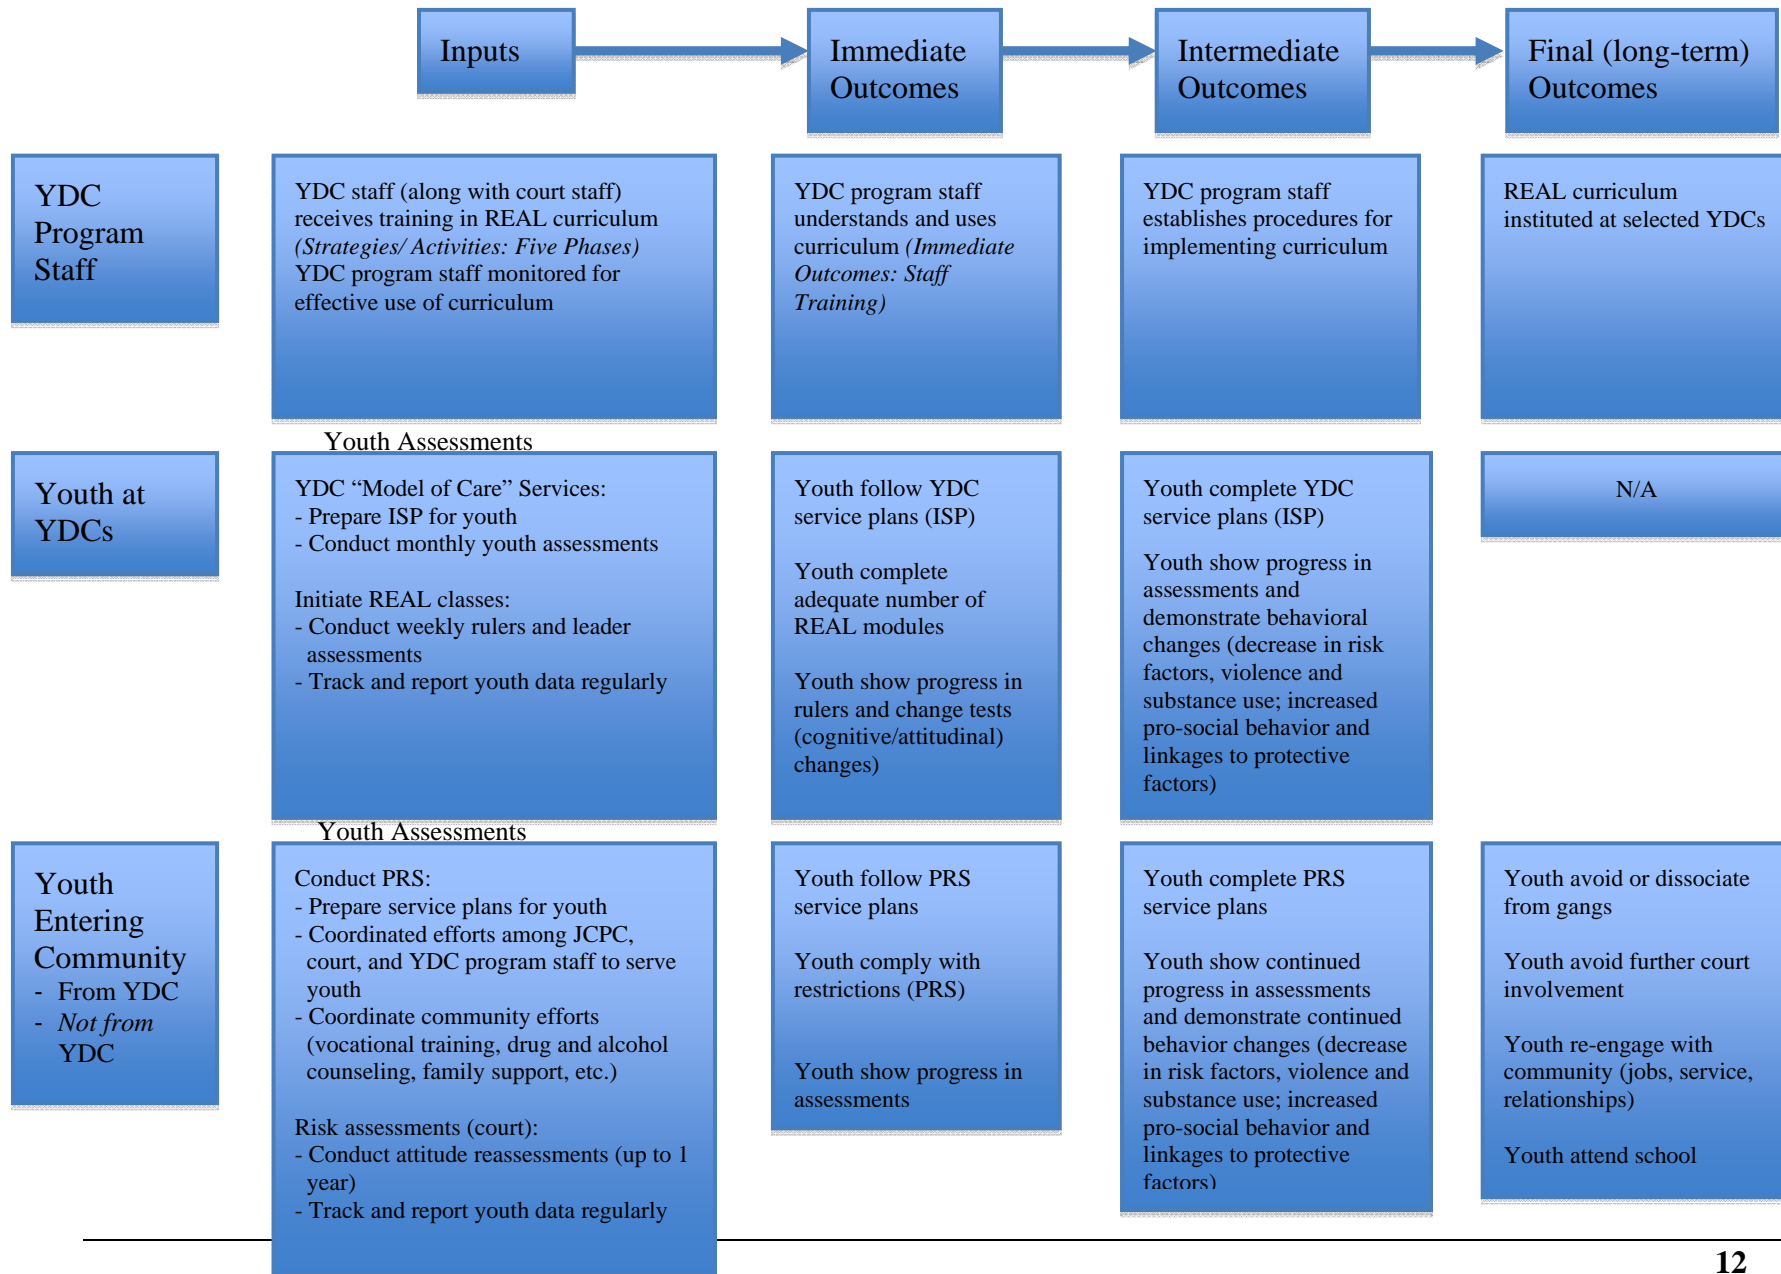 Inputs
Immediate
Outcomes
Intermediate
Outcomes
Final (long-term)
Outcomes
YDC
Program
Staff
YDC staff (along with court staff)
receives training in REAL curriculum
(Strategies/ Activities: Five Phases)
YDC program staff monitored for
effective use of curriculum
YDC program staff
understands and uses
curriculum (Immediate
Outcomes: Staff
Training)
YDC program staff
establishes procedures for
implementing curriculum
REAL curriculum
instituted at selected YDCs
Youth Assessments
Youth at
YDCs
YDC “Model of Care” Services:
- Prepare ISP for youth
- Conduct monthly youth assessments
Initiate REAL classes:
- Conduct weekly rulers and leader
assessments
- Track and report youth data regularly
Youth follow YDC
service plans (ISP)
Youth complete
adequate number of
REAL modules
Youth show progress in
rulers and change tests
(cognitive/attitudinal)
changes)
Youth complete YDC
service plans (ISP)
Youth show progress in
assessments and
demonstrate behavioral
changes (decrease in risk
factors, violence and
substance use; increased
pro-social behavior and
linkages to protective
factors)
N/A
Youth Assessments
Youth
Entering
Community
- From YDC
- Not from
YDC
Conduct PRS:
- Prepare service plans for youth
- Coordinated efforts among JCPC,
court, and YDC program staff to serve
youth
- Coordinate community efforts
(vocational training, drug and alcohol
counseling, family support, etc.)
Risk assessments (court):
- Conduct attitude reassessments (up to 1
year)
- Track and report youth data regularly
Youth follow PRS
service plans
Youth comply with
restrictions (PRS)
Youth show progress in
assessments
Youth complete PRS
service plans
Youth show continued
progress in assessments
and demonstrate continued
behavior changes (decrease
in risk factors, violence and
substance use; increased
pro-social behavior and
linkages to protective
factors)
Youth avoid or dissociate
from gangs
Youth avoid further court
involvement
Youth re-engage with
community (jobs, service,
relationships)
Youth attend school
12